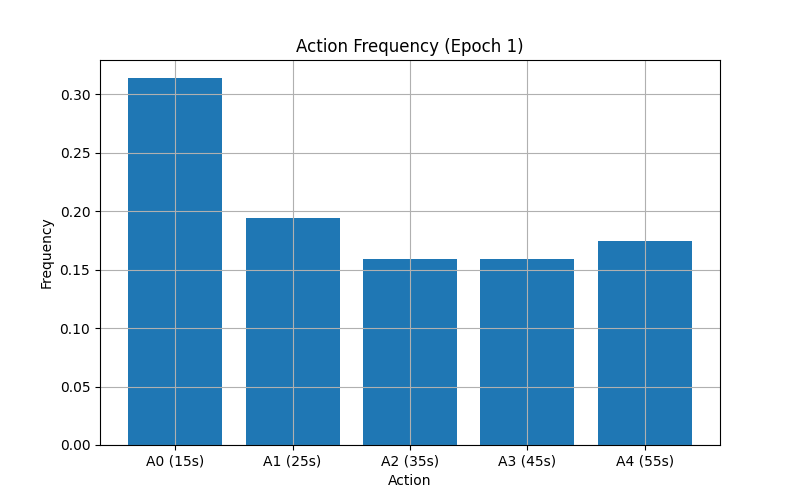 Action Frequency (Epoch 1)
Frequency
0.30
0.25
0.20
0.15
0.10
0.05
0.00
A0 (15s) A1 (25s) A2 (35s) A3 (45s) A4 (55s)
Action